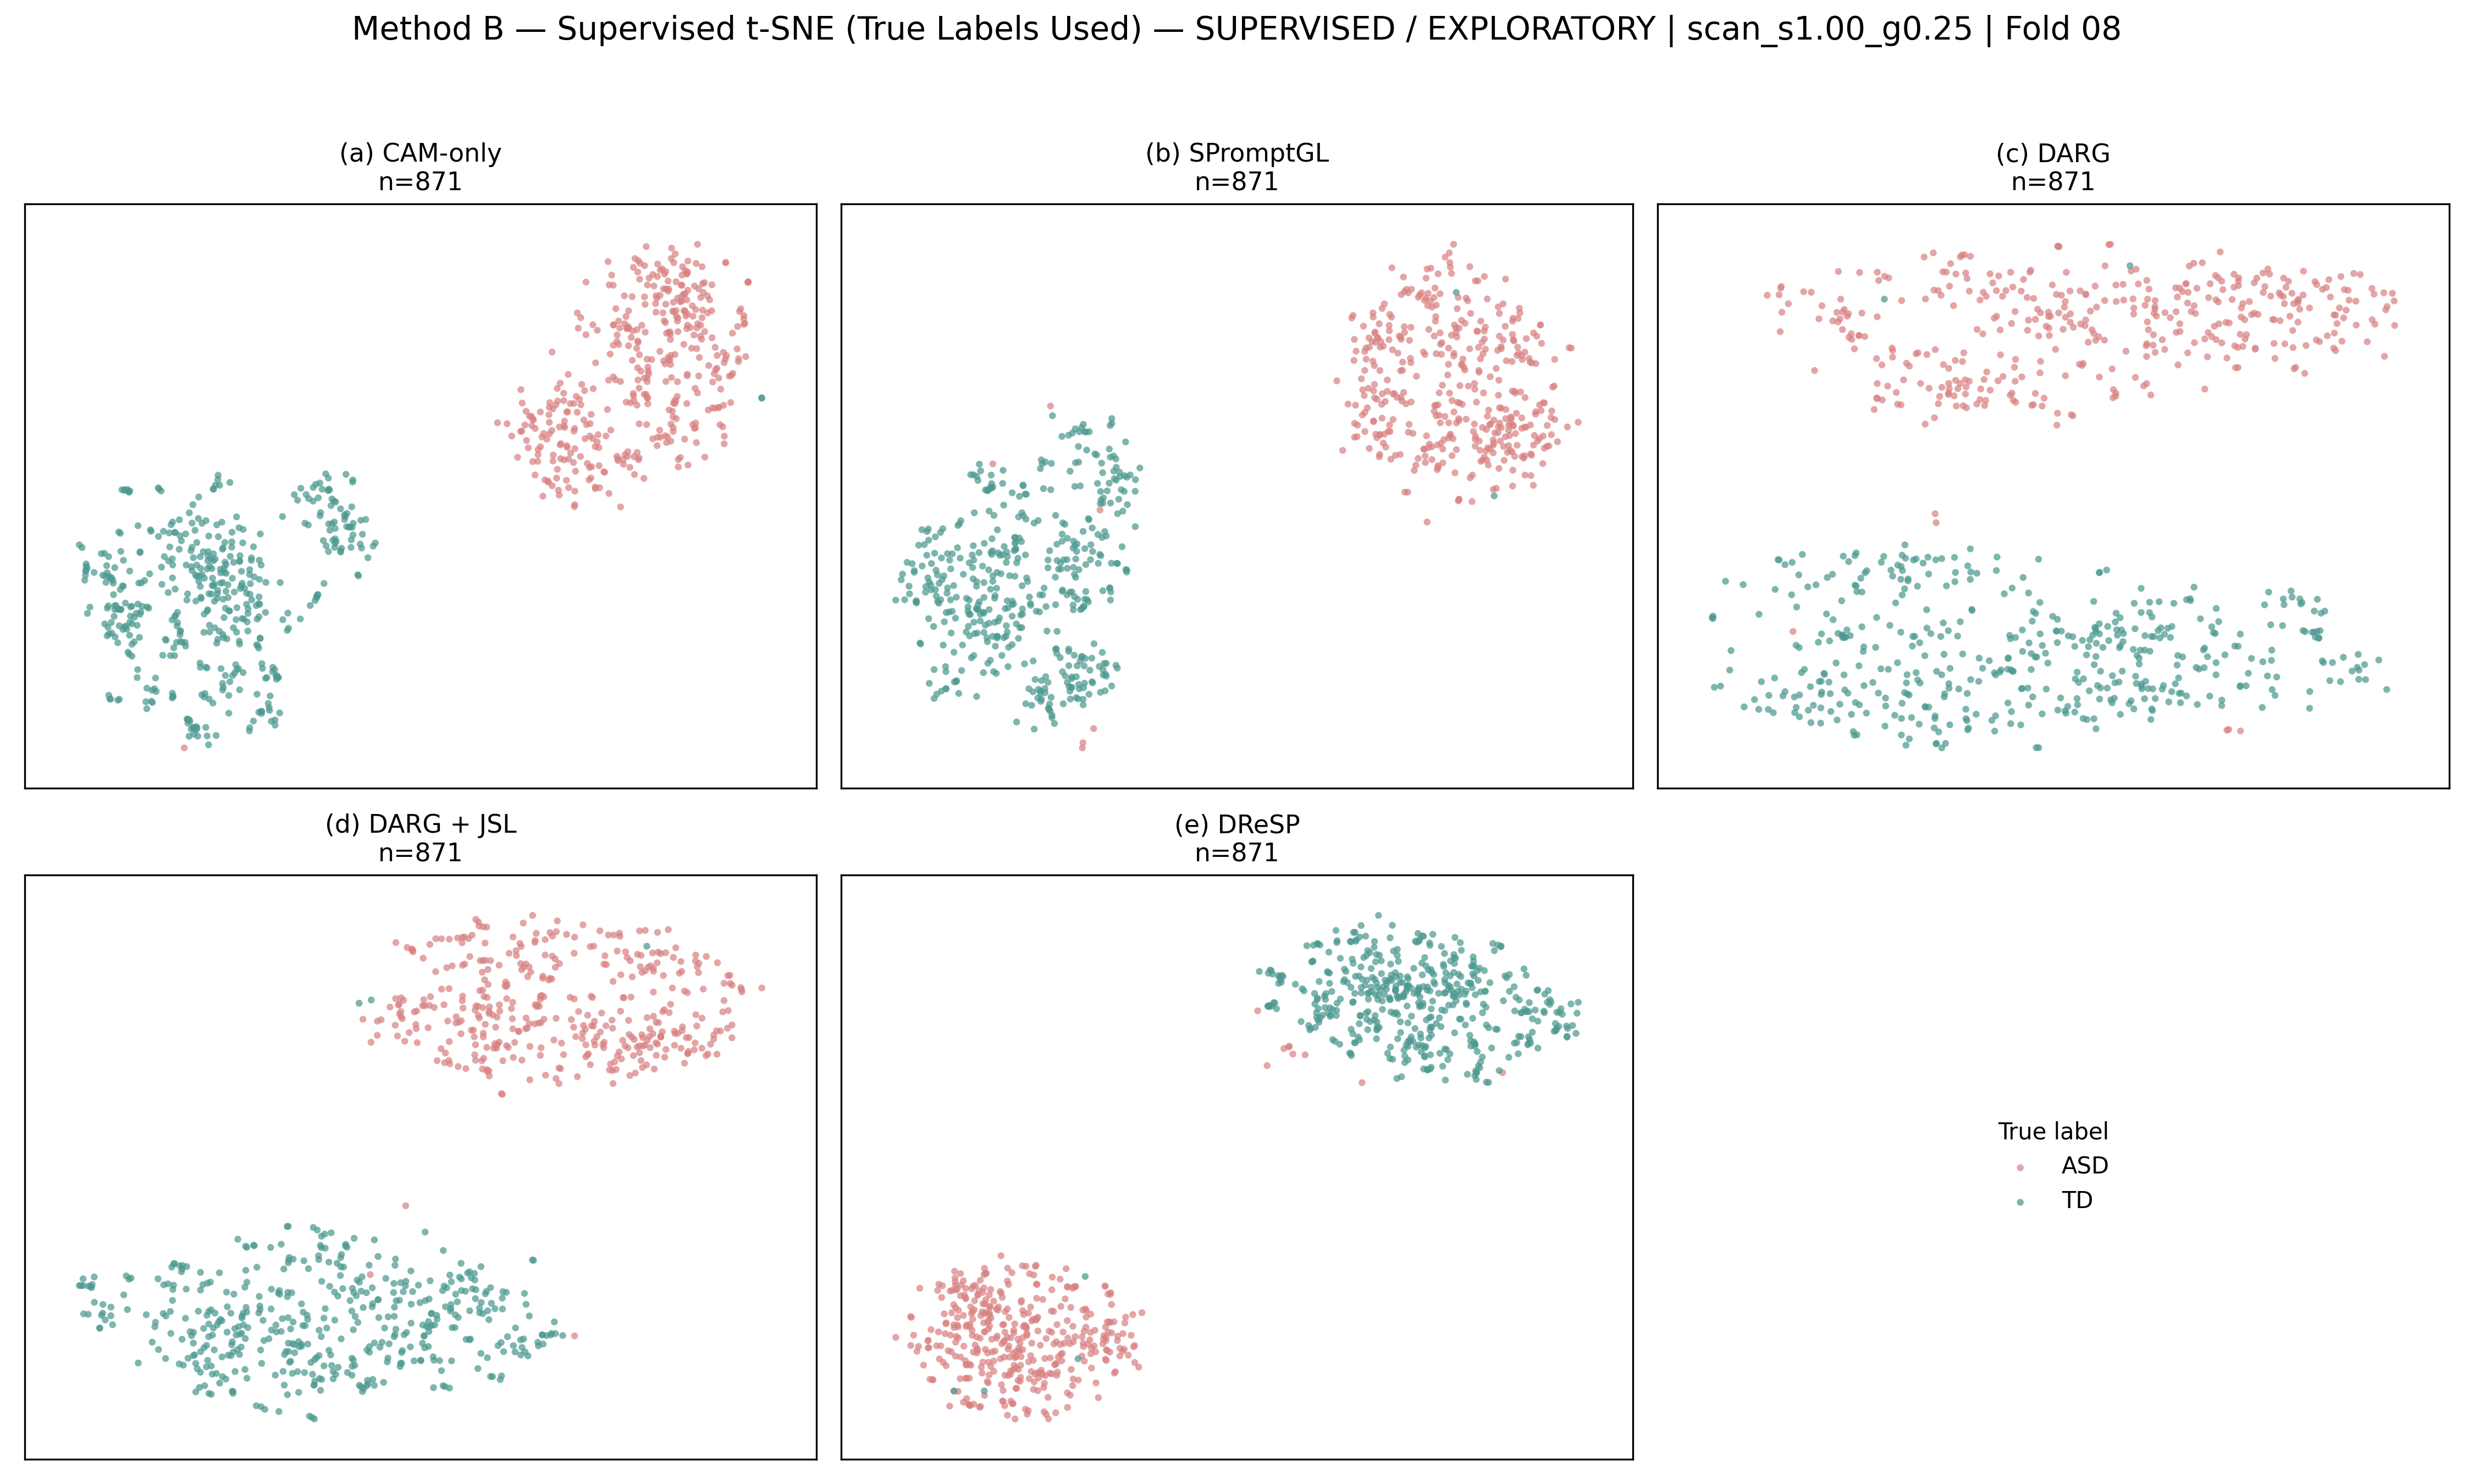 Method B — Supervised t-SNE (True Labels Used) — SUPERVISED / EXPLORATORY | scan_s1.00_g0.25 | Fold 08
(a) CAM-only
n=871
(b) SPromptGL
n=871
(c) DARG
n=871
(d) DARG + JSL
n=871
(e) DReSP
n=871
True label
ASD
TD